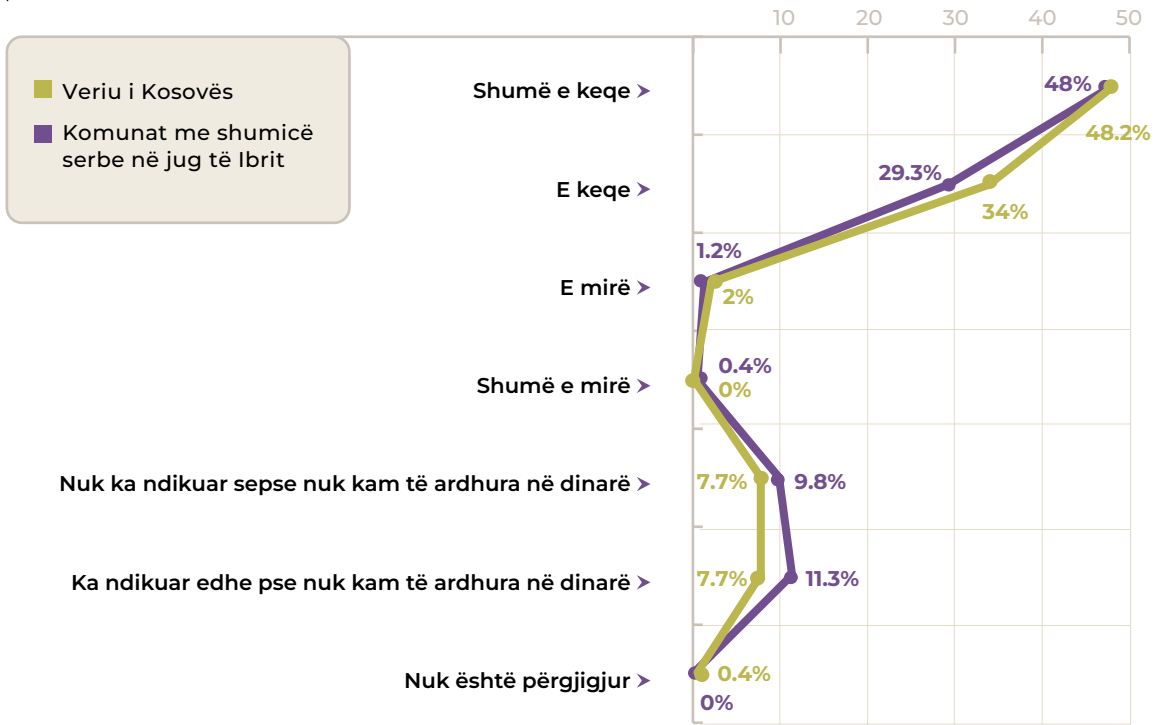 10 20 30 40 50
Veriu i Kosovës
Komunat me shumicë
serbe në jug të Ibrit
Shumë e keqe
48%
48.2%
E keqe
29.3%
34%
E mirë
1.2%
2%
Shumë e mirë
0.4%
0%
Nuk ka ndikuar sepse nuk kam të ardhura në dinarë
7.7%
9.8%
Ka ndikuar edhe pse nuk kam të ardhura në dinarë
7.7%
11.3%
Nuk është përgjigjur
0.4%
0%